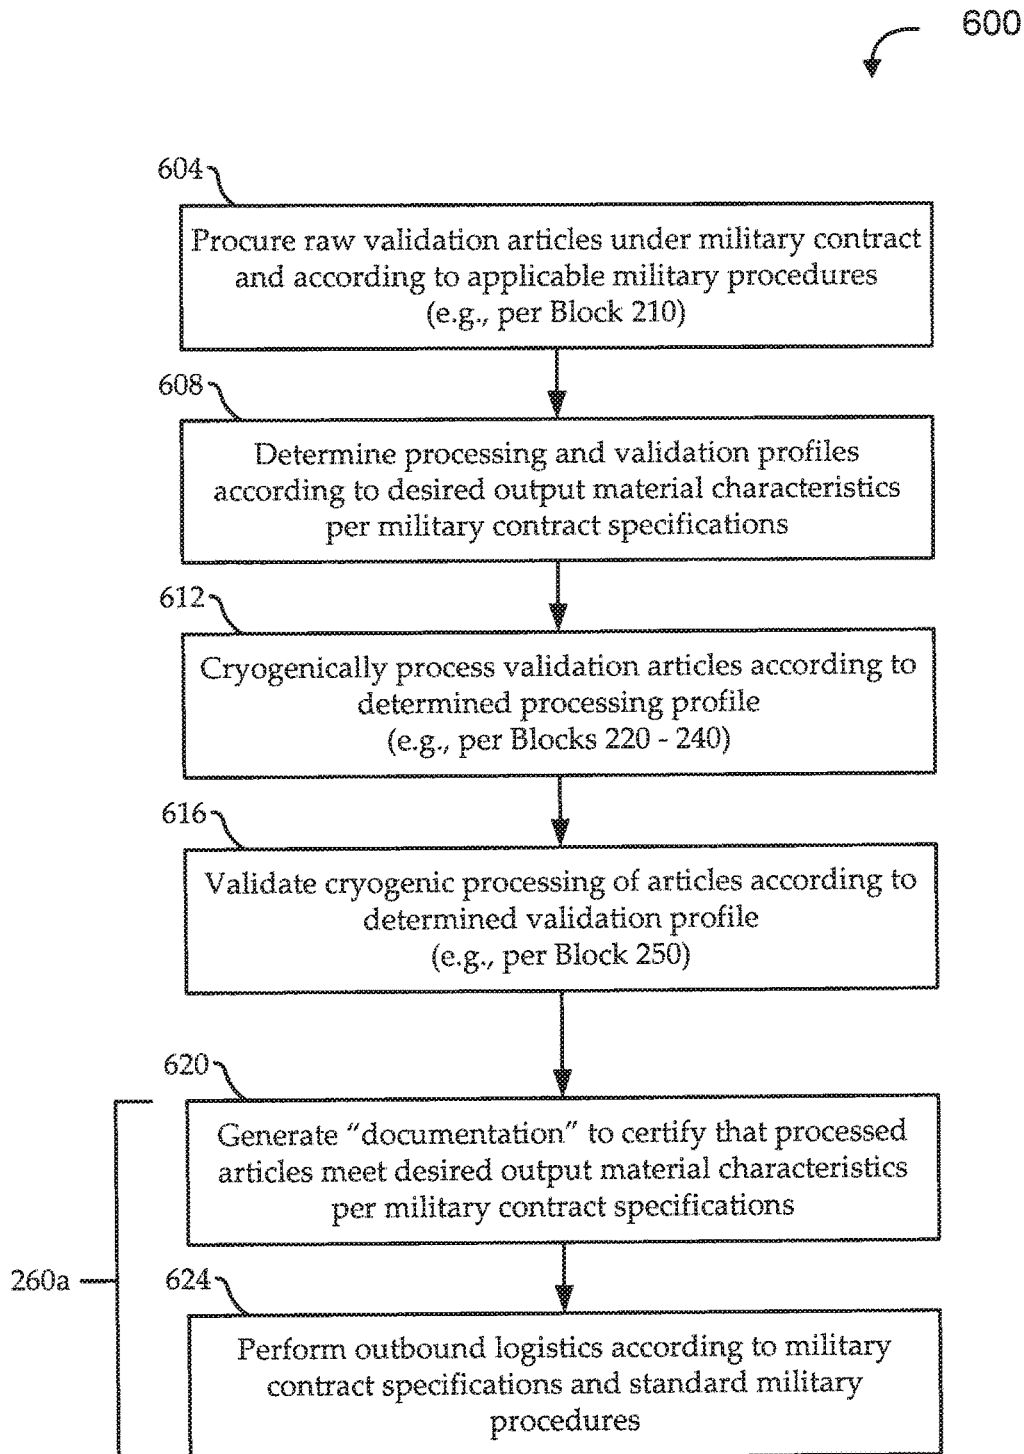 600
604
Procure raw validation articles under military contract
and according to applicable military procedures
(e.g., per Block 210)
608
Determine processing and validation profiles
according to desired output material characteristics
per military contract specifications
612
Cryogenically process validation articles according to
determined processing profile
(e.g., per Blocks 220 - 240)
616
Validate cryogenic processing of articles according to
determined validation profile
(e.g., per Block 250)
620
Generate “documentation” to certify that processed
articles meet desired output material characteristics
per military contract specifications
260a
624
Perform outbound logistics according to military
contract specifications and standard military
procedures